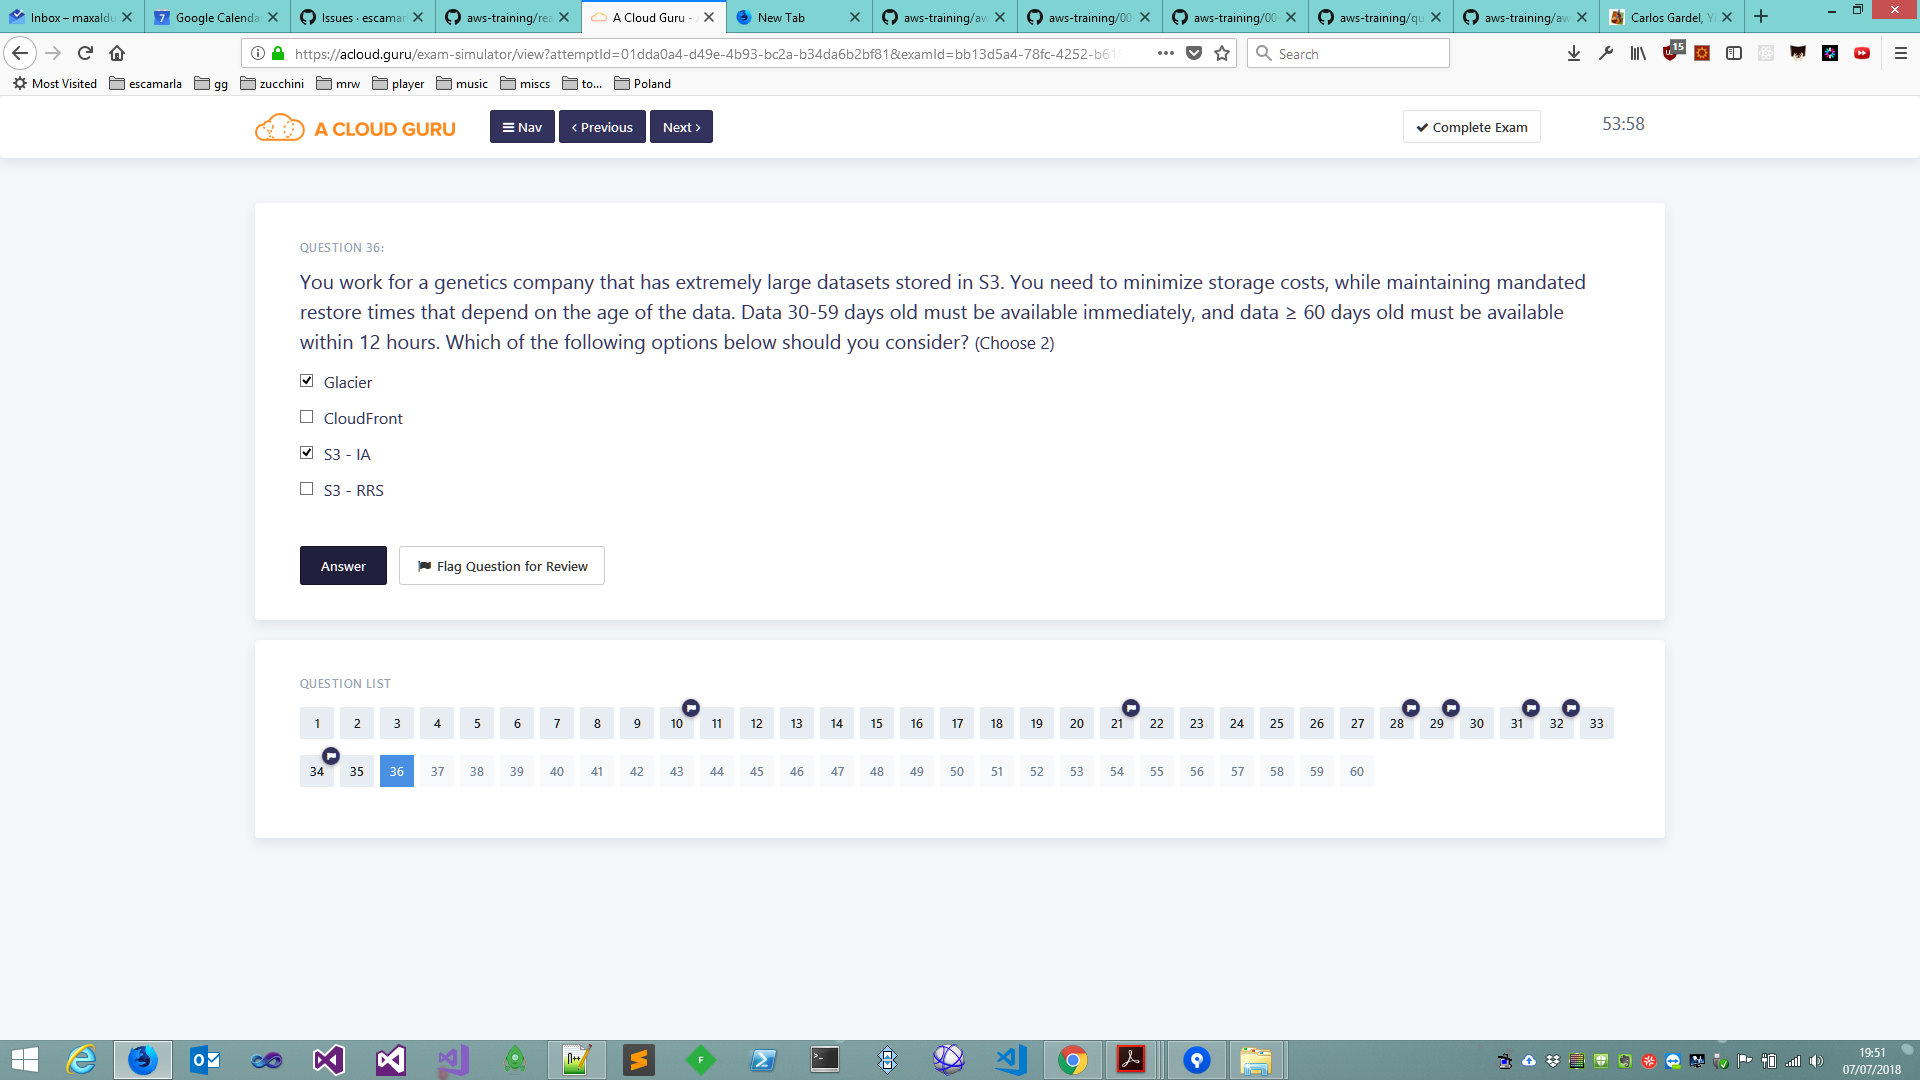 Inbox – maxaldu
Google Calenda
Issues · escamar
aws-training/rea
A Cloud Guru - A
New Tab
aws-training/aw
aws-training/00
aws-training/00
aws-training/qu
aws-training/aw
Carlos Gardel, Y
https://acloud.guru/exam-simulator/view?attemptId=01dda0a4-d49e-4b93-bc2a-b34da6b2bf81&examId=bb13d5a4-78fc-4252-b61
Search
15
Most Visited escamarla gg zucchini mrw player music miscs to... Poland
A CLOUD GURU Nav Previous Next Complete Exam 53:58
QUESTION 36:
You work for a genetics company that has extremely large datasets stored in S3. You need to minimize storage costs, while maintaining mandated
restore times that depend on the age of the data. Data 30-59 days old must be available immediately, and data ≥ 60 days old must be available
within 12 hours. Which of the following options below should you consider? (Choose 2)
Glacier
CloudFront
S3 - IA
S3 - RRS
Answer Flag Question for Review
QUESTION LIST
1 2 3 4 5 6 7 8 9 10 11 12 13 14 15 16 17 18 19 20 21 22 23 24 25 26 27 28 29 30 31 32 33
34 35 36 37 38 39 40 41 42 43 44 45 46 47 48 49 50 51 52 53 54 55 56 57 58 59 60
19:51
07/07/2018